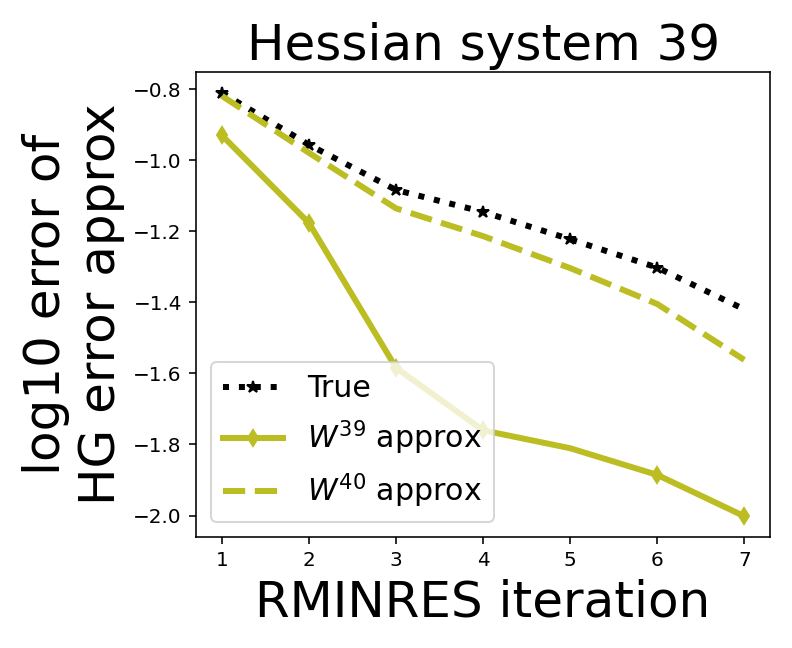 Hessian system 39
log10 error of
HG error approx
−0.8
−1.0
−1.2
−1.4
−1.6
−1.8
−2.0
True
W³⁹ approx
W⁴⁰ approx
1 2 3 4 5 6 7
RMINRES iteration